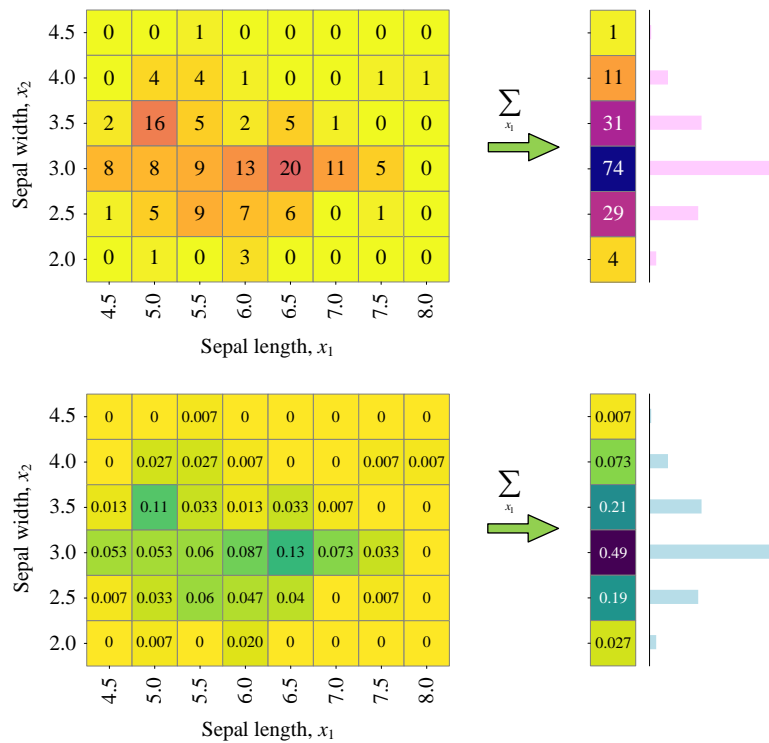 4.5 0 0 1 0 0 0 0 0 1
4.0 0 4 4 1 0 0 1 1 11
3.5 2 16 5 2 5 1 0 0 31
3.0 8 8 9 13 20 11 5 0 74
2.5 1 5 9 7 6 0 1 0 29
2.0 0 1 0 3 0 0 0 0 4
Sepal width, x₂
∑
x₁
4.5 5.0 5.5 6.0 6.5 7.0 7.5 8.0
Sepal length, x₁
4.5 0 0 0.007 0 0 0 0 0 0.007
4.0 0 0.027 0.027 0.007 0 0 0.007 0.007 0.073
3.5 0.013 0.11 0.033 0.013 0.033 0.007 0 0 0.21
3.0 0.053 0.053 0.06 0.087 0.13 0.073 0.033 0 0.49
2.5 0.007 0.033 0.06 0.047 0.04 0 0.007 0 0.19
2.0 0 0.007 0 0.020 0 0 0 0 0.027
Sepal width, x₂
∑
x₁
4.5 5.0 5.5 6.0 6.5 7.0 7.5 8.0
Sepal length, x₁